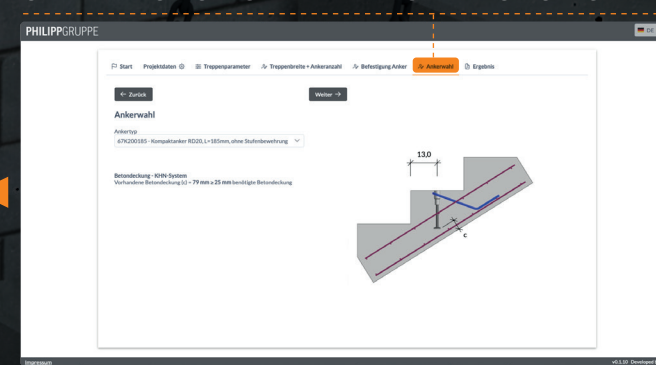 PHILIPPGRUPPE
DE
Start Projektdaten Treppenparameter Treppenbreite + Ankeranzahl Befestigung Anker Ankerwahl Ergebnis
← Zurück
Weiter →
Ankerwahl
Ankertyp
67K200185 - Kompaktanker RD20, L=185mm, ohne Stufenbewehrung
Betondeckung - KHN-System
Vorhandene Betondeckung (c) = 79 mm ≥ 25 mm benötigte Betondeckung
13,0
c
Impressum
v0.1.10 Developed